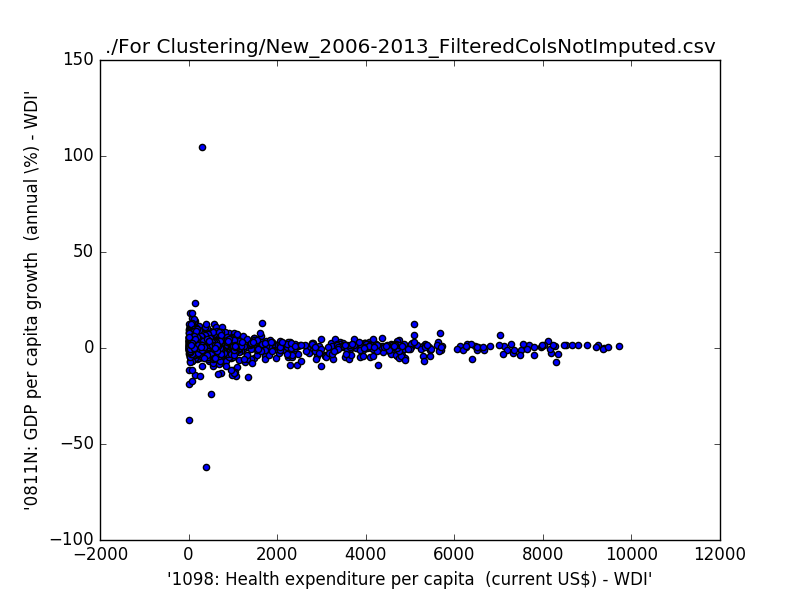 ./For Clustering/New_2006-2013_FilteredColsNotImputed.csv
150
100
50
0
−50
−100
'0811N: GDP per capita growth  (annual \%) - WDI'
−2000 0 2000 4000 6000 8000 10000 12000
'1098: Health expenditure per capita  (current US$) - WDI'